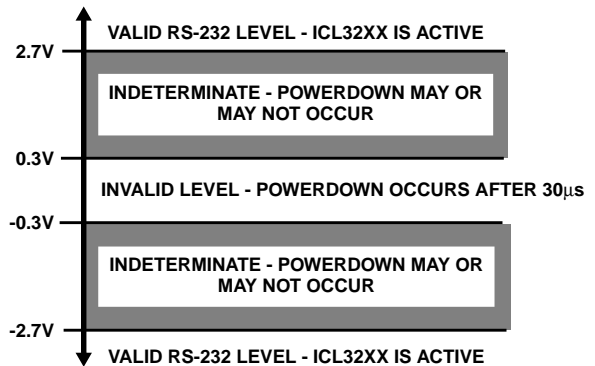 VALID RS-232 LEVEL - ICL32XX IS ACTIVE
2.7V
INDETERMINATE - POWERDOWN MAY OR
MAY NOT OCCUR
0.3V
INVALID LEVEL - POWERDOWN OCCURS AFTER 30μs
-0.3V
INDETERMINATE - POWERDOWN MAY OR
MAY NOT OCCUR
-2.7V
VALID RS-232 LEVEL - ICL32XX IS ACTIVE